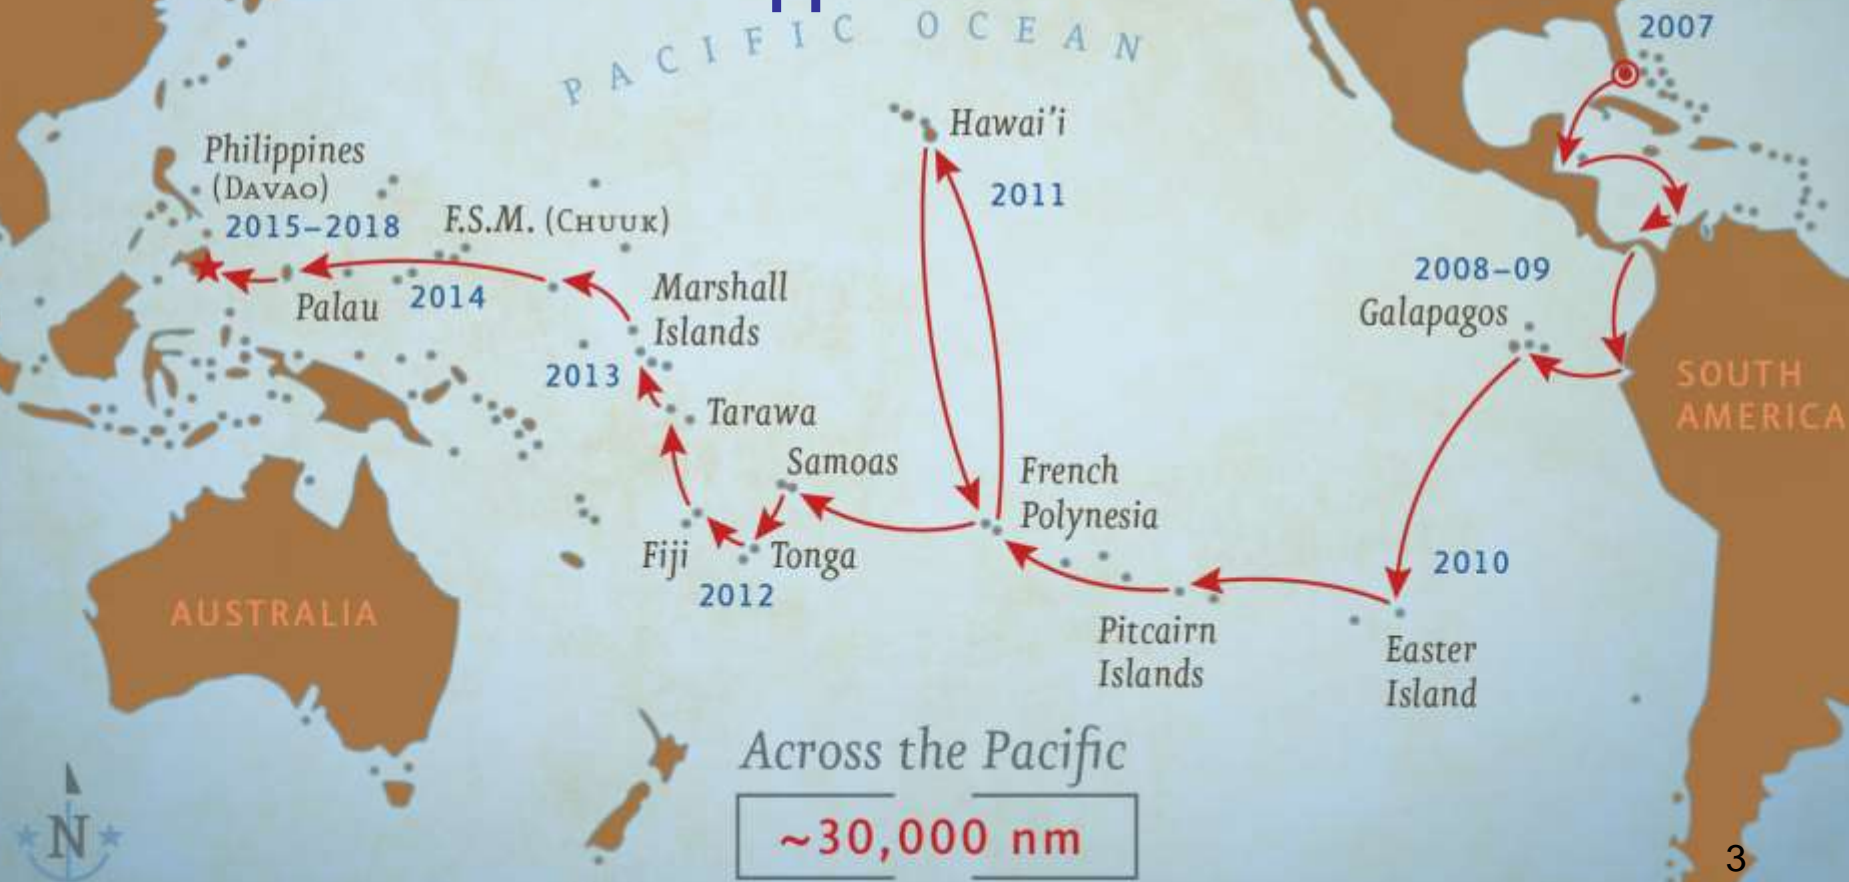 PACIFIC OCEAN
2007
Hawai'i
Philippines
(DAVAO)
2011
2015–2018
F.S.M. (CHUUK)
2008–09
Galapagos
Marshall
Islands
Palau
2014
2013
SOUTH
AMERICA
Tarawa
Samoas
French
Polynesia
Fiji
Tonga
2012
2010
AUSTRALIA
Pitcairn
Islands
Easter
Island
Across the Pacific
~30,000 nm
N
3